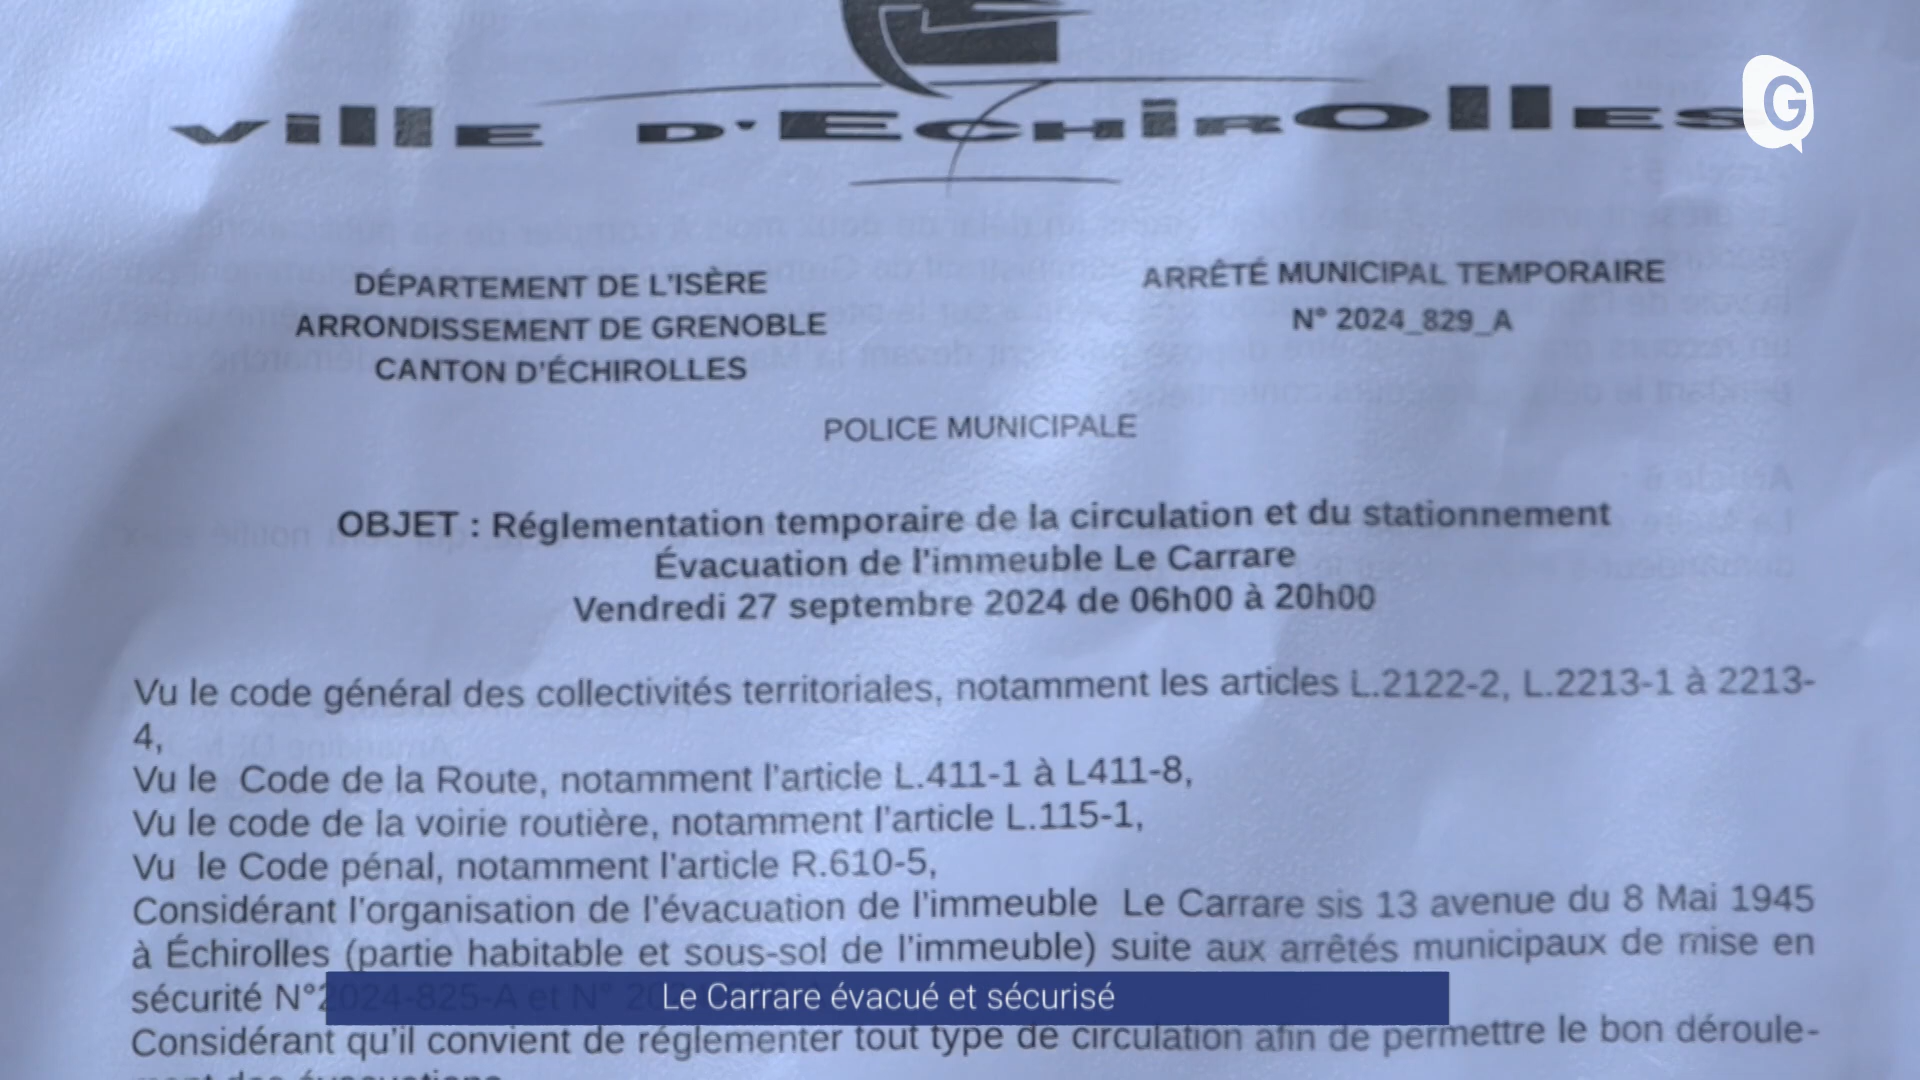 Ville d'Echirolles
G
DÉPARTEMENT DE L'ISÈRE
ARRONDISSEMENT DE GRENOBLE
CANTON D'ÉCHIROLLES
ARRÊTÉ MUNICIPAL TEMPORAIRE
N° 2024_829_A
POLICE MUNICIPALE
OBJET : Réglementation temporaire de la circulation et du stationnement
Évacuation de l'immeuble Le Carrare
Vendredi 27 septembre 2024 de 06h00 à 20h00
Vu le code général des collectivités territoriales, notamment les articles L.2122-2, L.2213-1 à 2213-
4,
Vu le Code de la Route, notamment l'article L.411-1 à L411-8,
Vu le code de la voirie routière, notamment l'article L.115-1,
Vu le Code pénal, notamment l'article R.610-5,
Considérant l'organisation de l'évacuation de l'immeuble Le Carrare sis 13 avenue du 8 Mai 1945
à Échirolles (partie habitable et sous-sol de l'immeuble) suite aux arrêtés municipaux de mise en
sécurité N°2024-825-A et N°
Le Carrare évacué et sécurisé
Considérant qu'il convient de réglementer tout type de circulation afin de permettre le bon déroule-
ment des évacuations